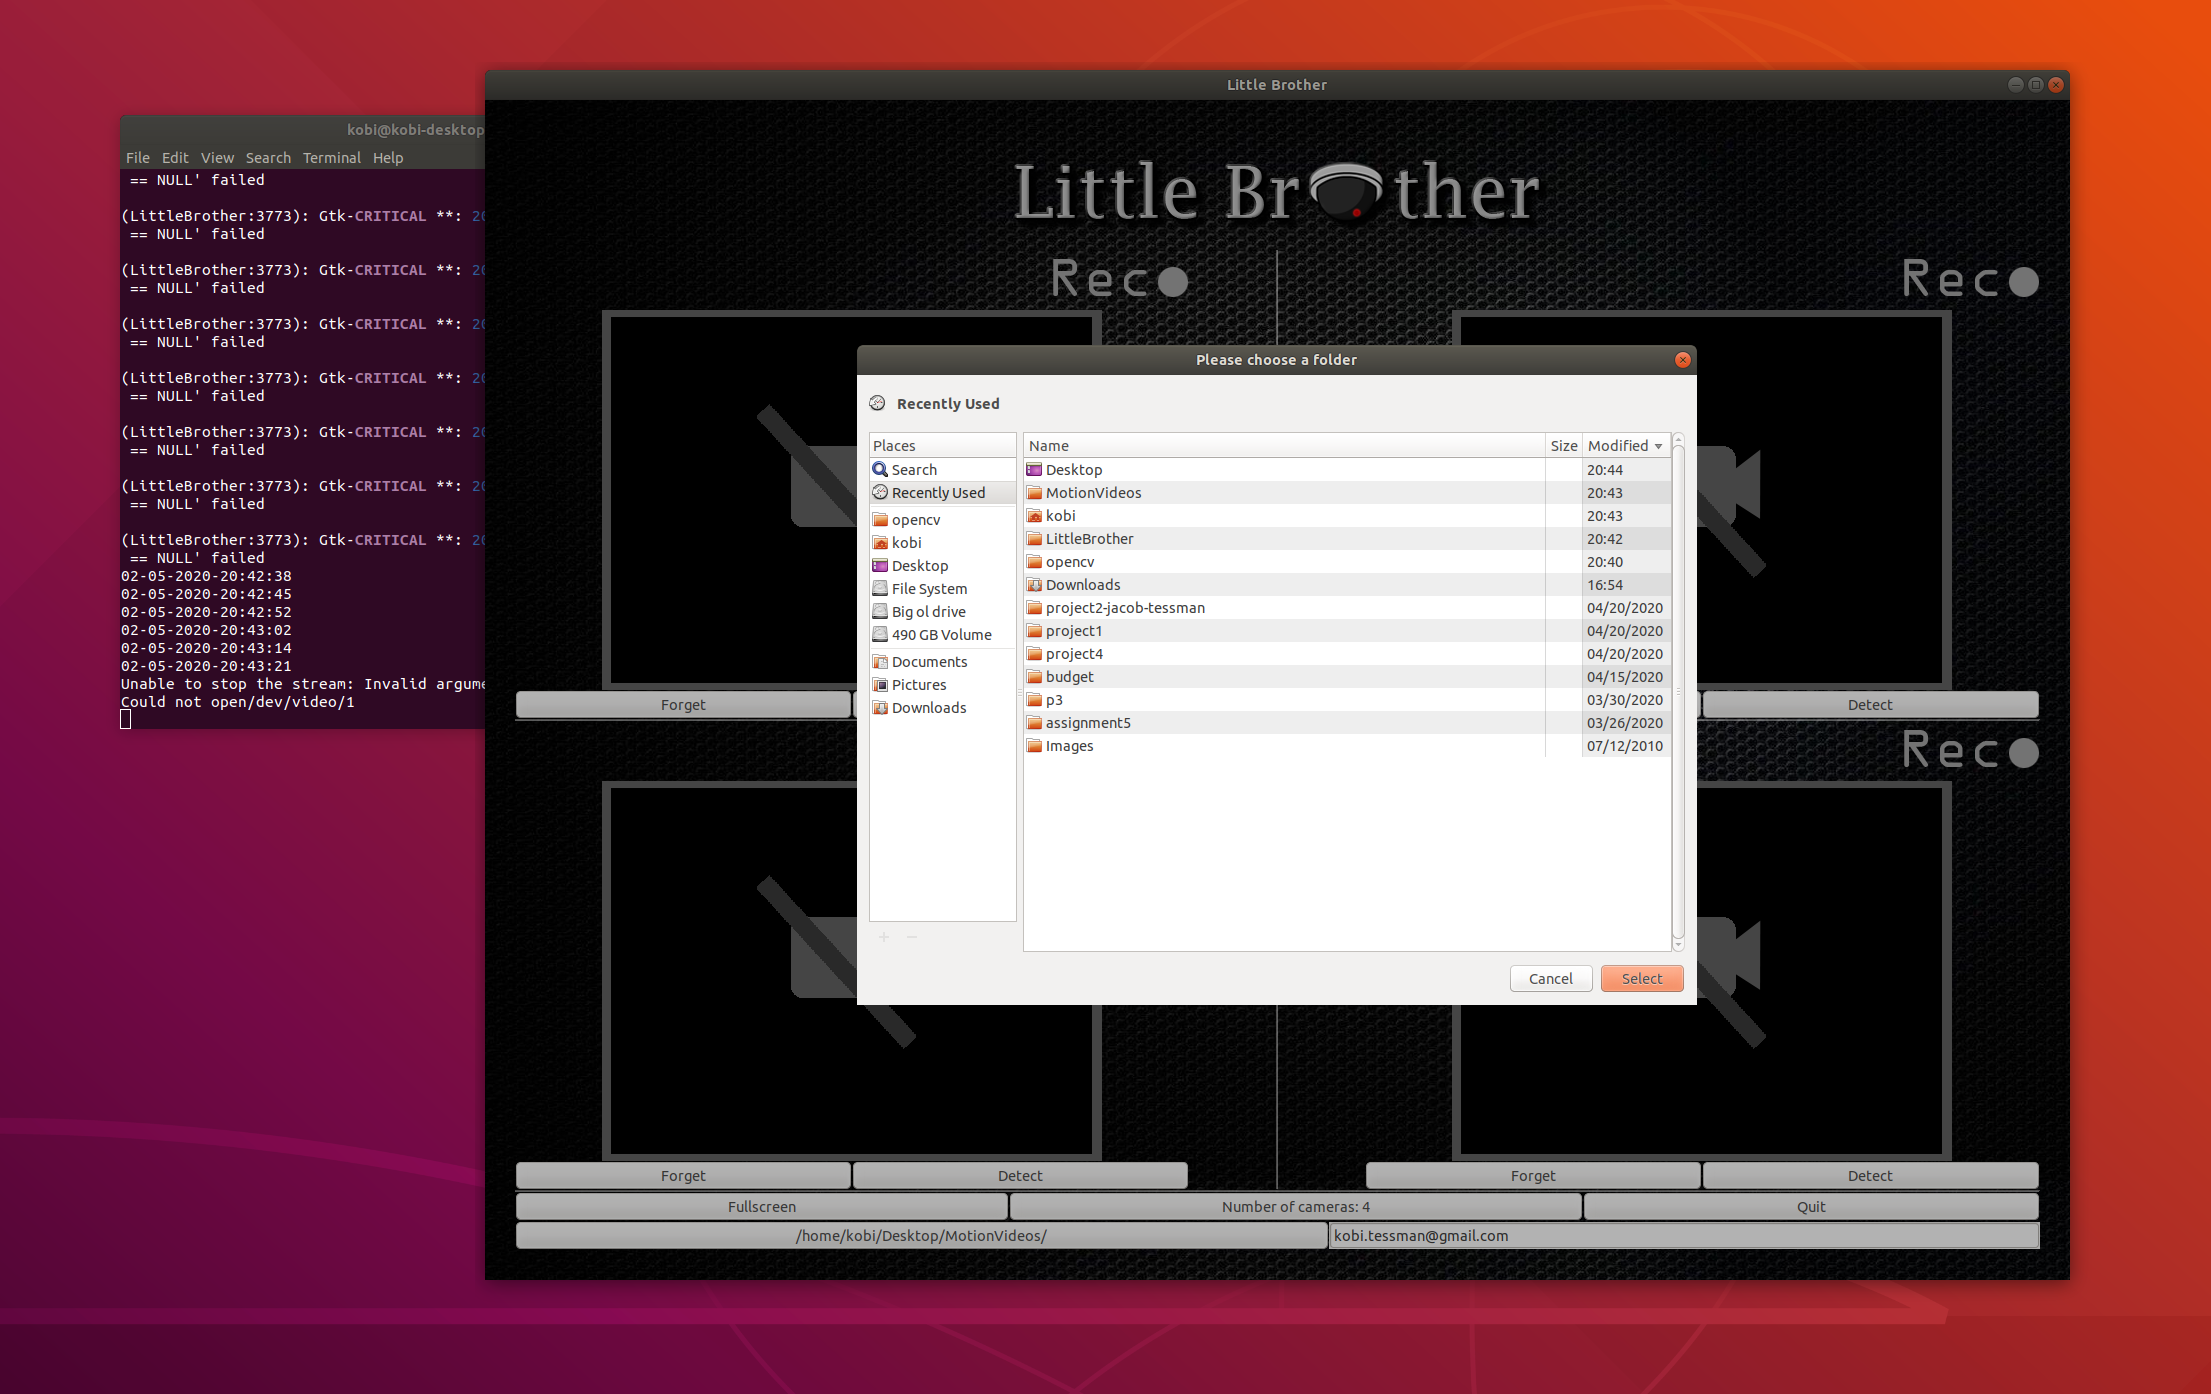 Little Brother
kobi@kobi-desktop
File Edit View Search Terminal Help
== NULL' failed
(LittleBrother:3773): Gtk-CRITICAL **: 20
== NULL' failed
(LittleBrother:3773): Gtk-CRITICAL **: 20
== NULL' failed
(LittleBrother:3773): Gtk-CRITICAL **: 20
== NULL' failed
(LittleBrother:3773): Gtk-CRITICAL **: 20
== NULL' failed
(LittleBrother:3773): Gtk-CRITICAL **: 20
== NULL' failed
(LittleBrother:3773): Gtk-CRITICAL **: 20
== NULL' failed
(LittleBrother:3773): Gtk-CRITICAL **: 20
== NULL' failed
02-05-2020-20:42:38
02-05-2020-20:42:45
02-05-2020-20:42:52
02-05-2020-20:43:02
02-05-2020-20:43:14
02-05-2020-20:43:21
Unable to stop the stream: Invalid argume
Could not open/dev/video/1
Little Brother
Rec
Rec
Please choose a folder
Recently Used
Places
Search
Recently Used
opencv
kobi
Desktop
File System
Big ol drive
490 GB Volume
Documents
Pictures
Downloads
Name Size Modified
Desktop 20:44
MotionVideos 20:43
kobi 20:43
LittleBrother 20:42
opencv 20:40
Downloads 16:54
project2-jacob-tessman 04/20/2020
project1 04/20/2020
project4 04/20/2020
budget 04/15/2020
p3 03/30/2020
assignment5 03/26/2020
Images 07/12/2010
Cancel Select
Forget Detect
Rec
Forget Detect Forget Detect
Fullscreen Number of cameras: 4 Quit
/home/kobi/Desktop/MotionVideos/ kobi.tessman@gmail.com